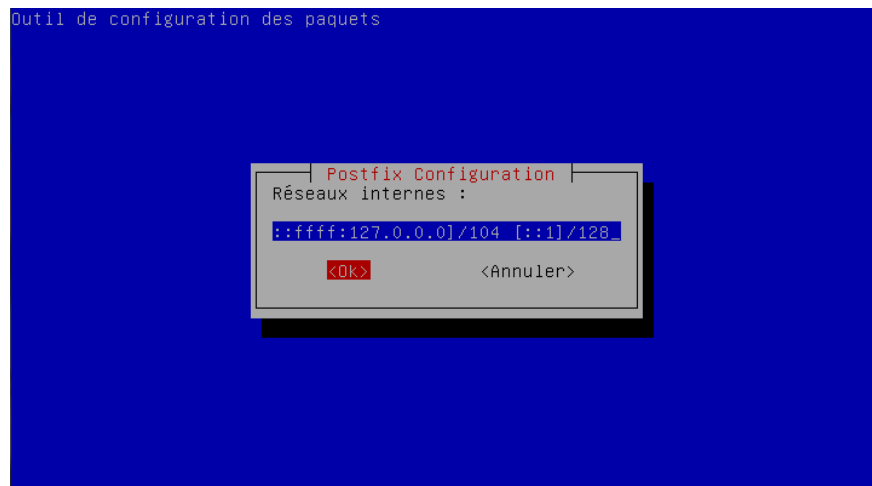 Outil de configuration des paquets
Postfix Configuration
Réseaux internes :
::ffff:127.0.0.0]/104 [::1]/128_
<Ok> <Annuler>